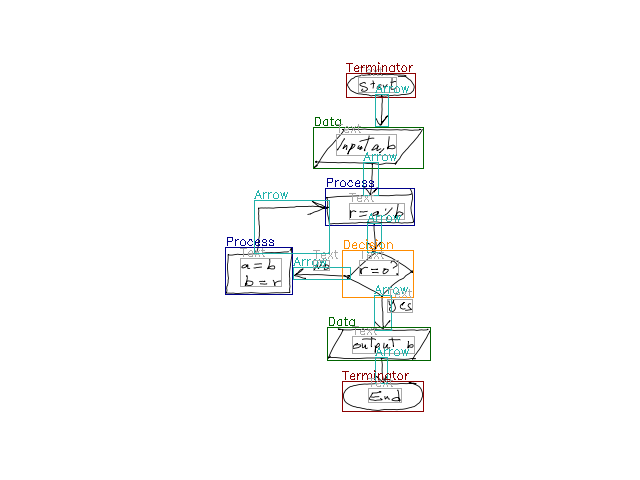 Terminator
Text
start
Arrow
Data
Text
Input a,b
Arrow
Process
Text
r=a%b
Arrow
Arrow
Process
Text
a=b
b=r
Decision
Text
r=0?
Text
No
Arrow
Arrow
Text
yes
Data
Text
output b
Arrow
Terminator
Text
End